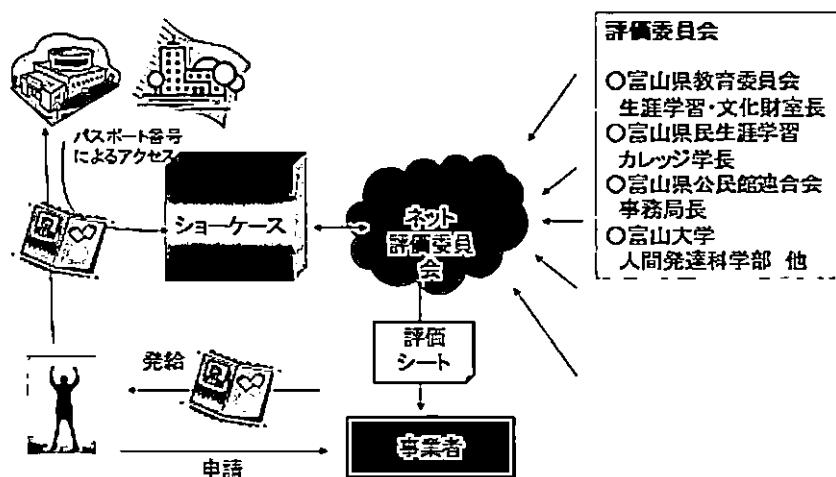 評価委員会
○富山県教育委員会
生涯学習・文化財室長
○富山県民生涯学習
カレッジ学長
○富山県公民館連合会
事務局長
○富山大学
人間発達科学部 他
パスポート番号
によるアクセス
ショーケース
ネット
評価委員
会
評価
シート
発給
申請
事業者